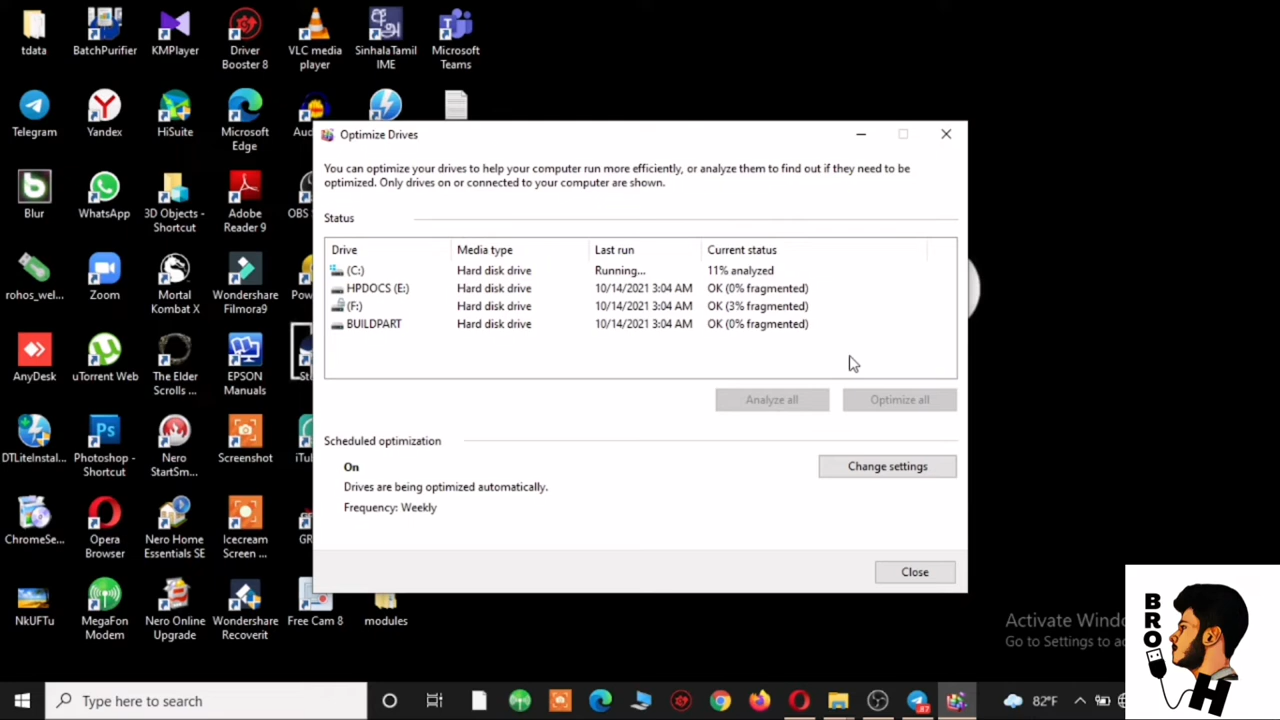 tdata
BatchPurifier
KMPlayer
Driver
Booster 8
VLC media
player
SinhalaTamil
IME
Microsoft
Teams
Telegram
Yandex
HiSuite
Microsoft
Edge
Blur
WhatsApp
3D Objects -
Shortcut
Adobe
Reader 9
rohos_wel...
Zoom
Mortal
Kombat X
Wondershare
Filmora9
AnyDesk
uTorrent Web
The Elder
Scrolls ...
EPSON
Manuals
DTLiteInstal...
Photoshop -
Shortcut
Nero
StartSm...
Screenshot
ChromeSe...
Opera
Browser
Nero Home
Essentials SE
Icecream
Screen ...
NkUFTu
MegaFon
Modem
Nero Online
Upgrade
Wondershare
Recoverit
Free Cam 8
modules
Optimize Drives
You can optimize your drives to help your computer run more efficiently, or analyze them to find out if they need to be
optimized. Only drives on or connected to your computer are shown.
Status
Drive Media type Last run Current status
(C:) Hard disk drive Running... 11% analyzed
HPDOCS (E:) Hard disk drive 10/14/2021 3:04 AM OK (0% fragmented)
(F:) Hard disk drive 10/14/2021 3:04 AM OK (3% fragmented)
BUILDPART Hard disk drive 10/14/2021 3:04 AM OK (0% fragmented)
Analyze all Optimize all
Scheduled optimization
On
Change settings
Drives are being optimized automatically.
Frequency: Weekly
Close
Activate Windo
Go to Settings to a
BRO
H
Type here to search
87
82°F